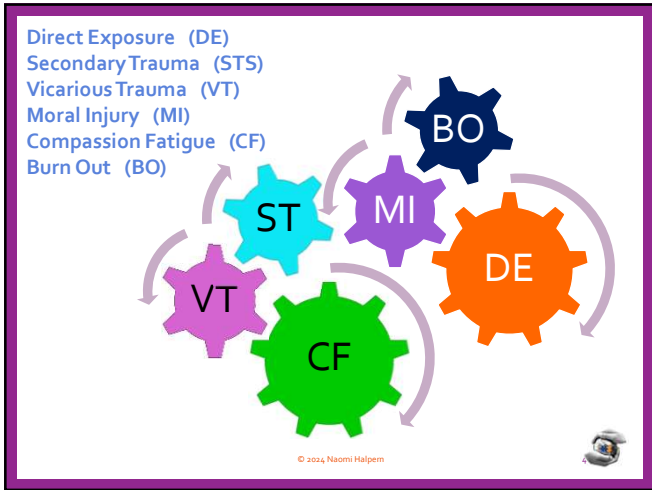 Direct Exposure (DE)
Secondary Trauma (STS)
Vicarious Trauma (VT)
Moral Injury (MI)
Compassion Fatigue (CF)
Burn Out (BO)
BO
ST
MI
DE
VT
CF
© 2024 Naomi Halpern
4